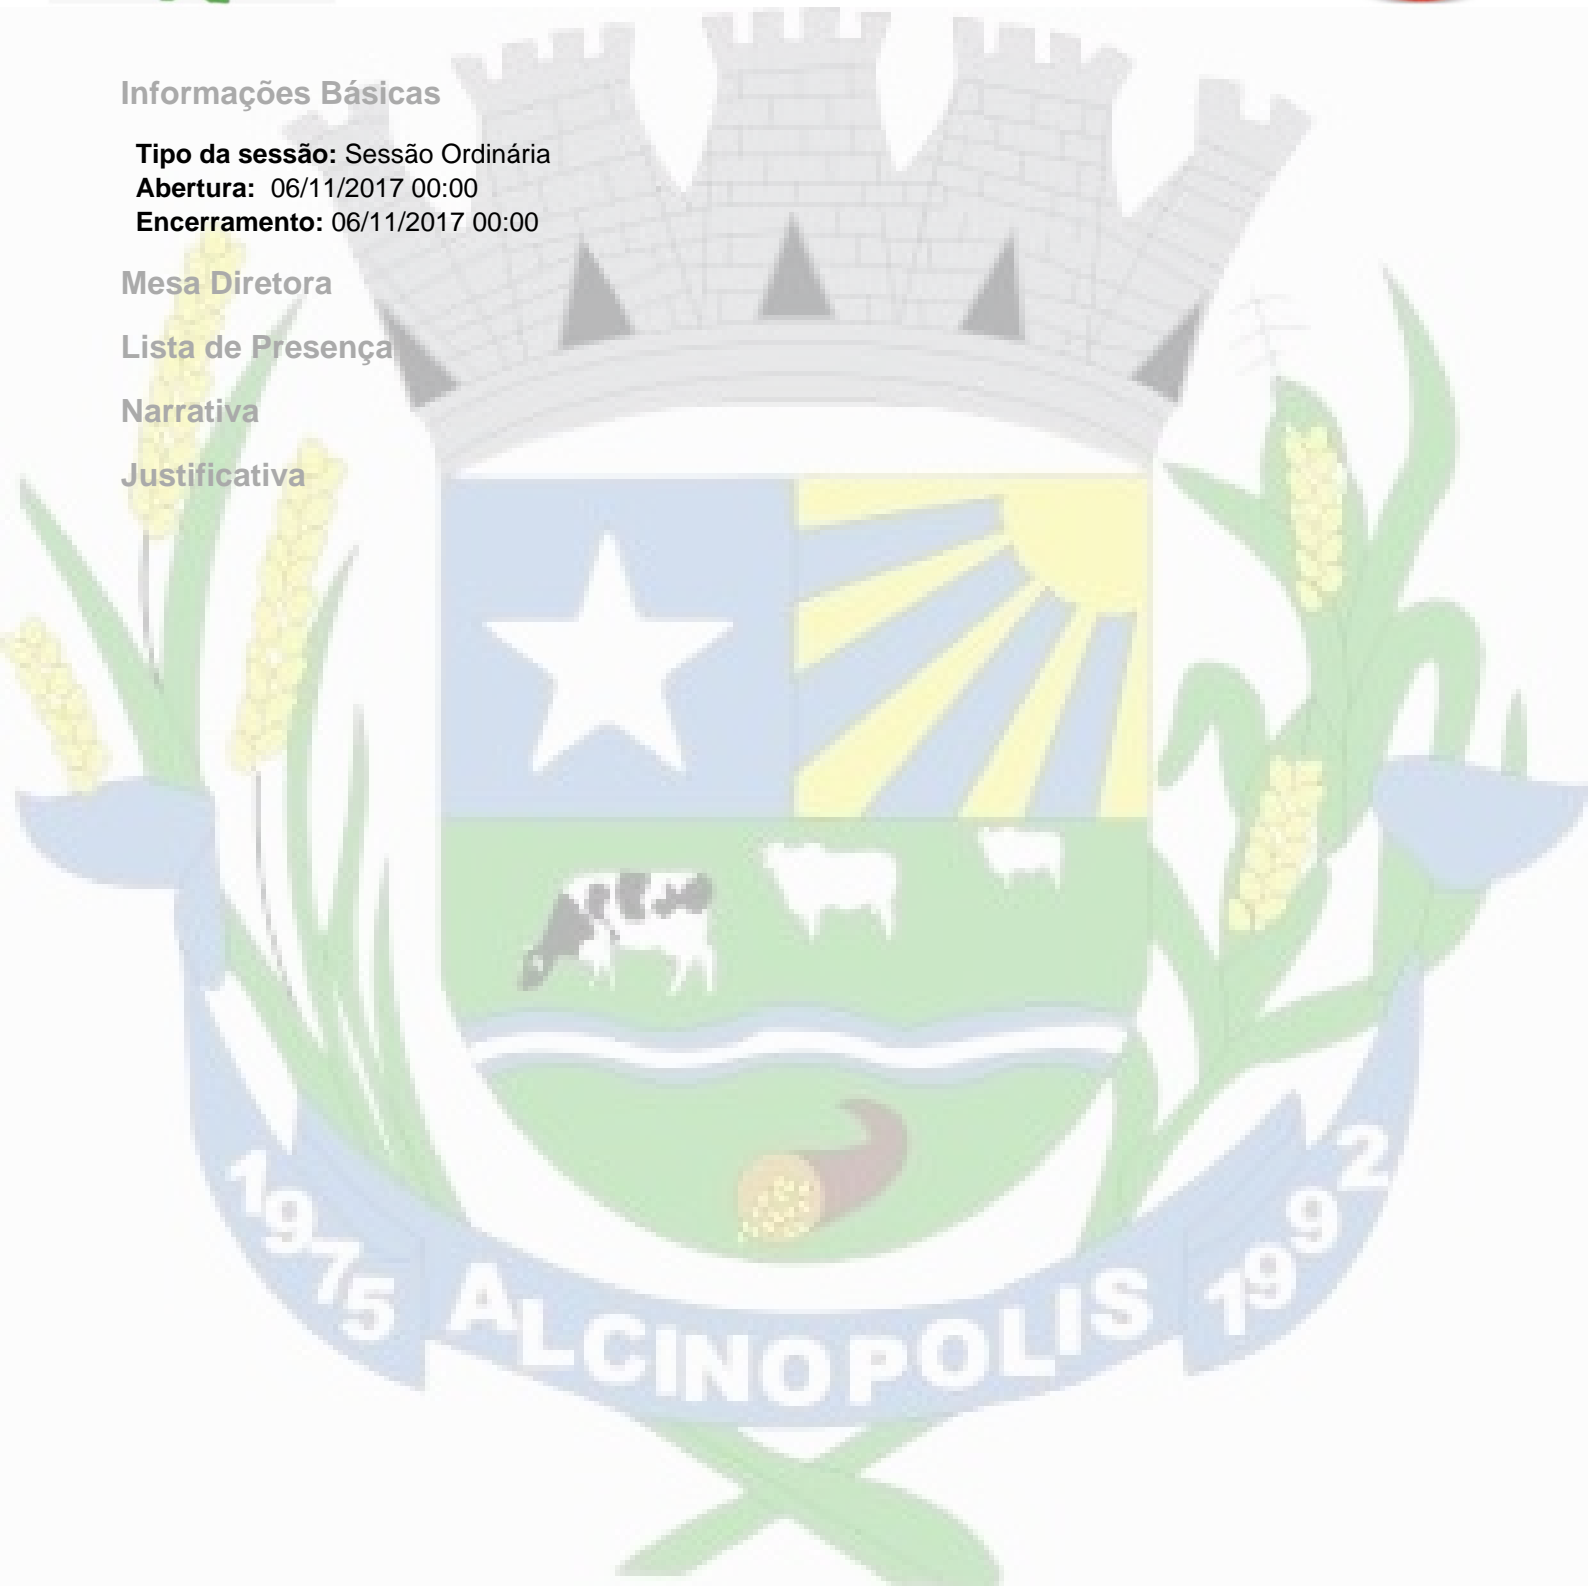 Informações Básicas
Tipo da sessão: Sessão Ordinária
Abertura: 06/11/2017 00:00
Encerramento: 06/11/2017 00:00
Mesa Diretora
Lista de Presença
Narrativa
Justificativa
1975 ALCINOPOLIS 1992